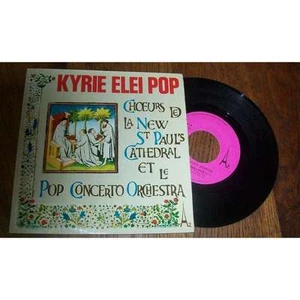 KYRIE ELEI POP
CHŒURS DE
LA NEW
ST PAUL'S
CATHEDRAL
ET LE
POP CONCERTO ORCHESTRA